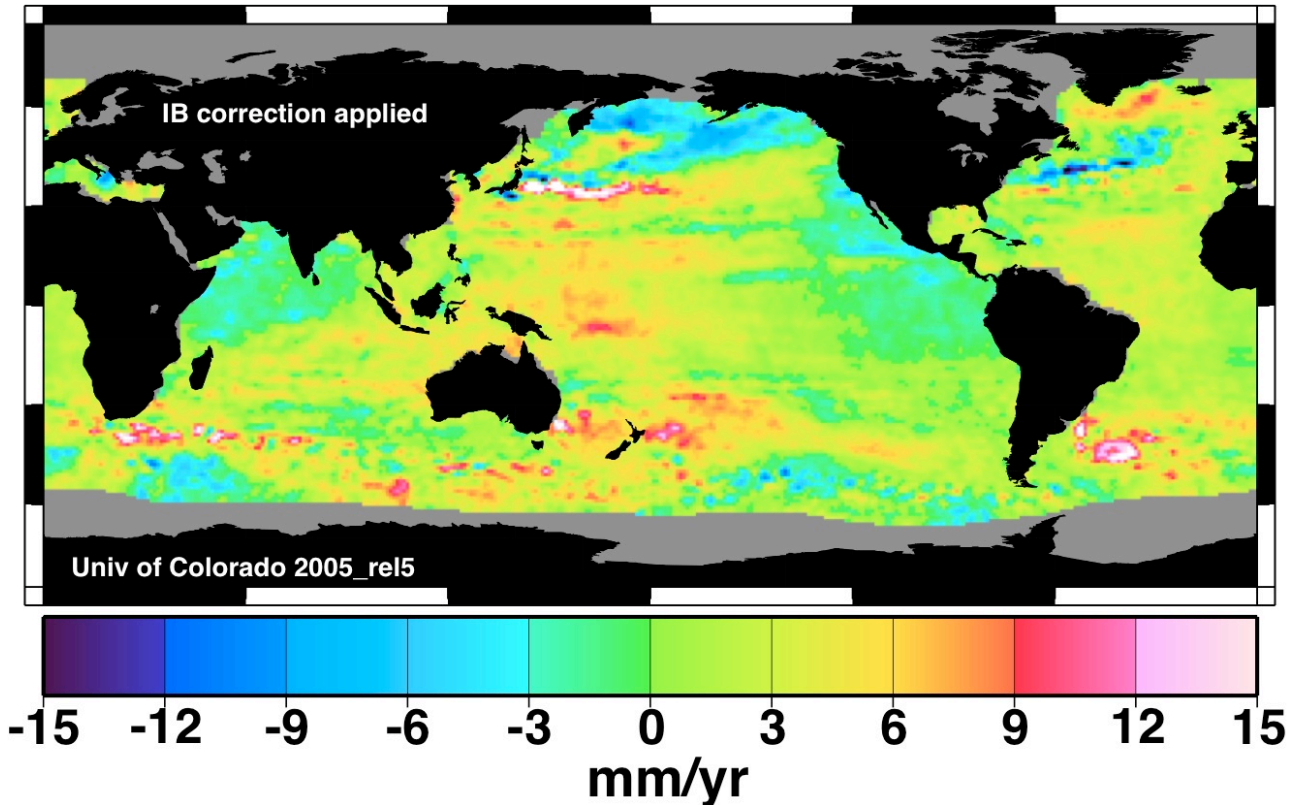 IB correction applied
Univ of Colorado 2005_rel5
-15 -12 -9 -6 -3 0 3 6 9 12 15
mm/yr